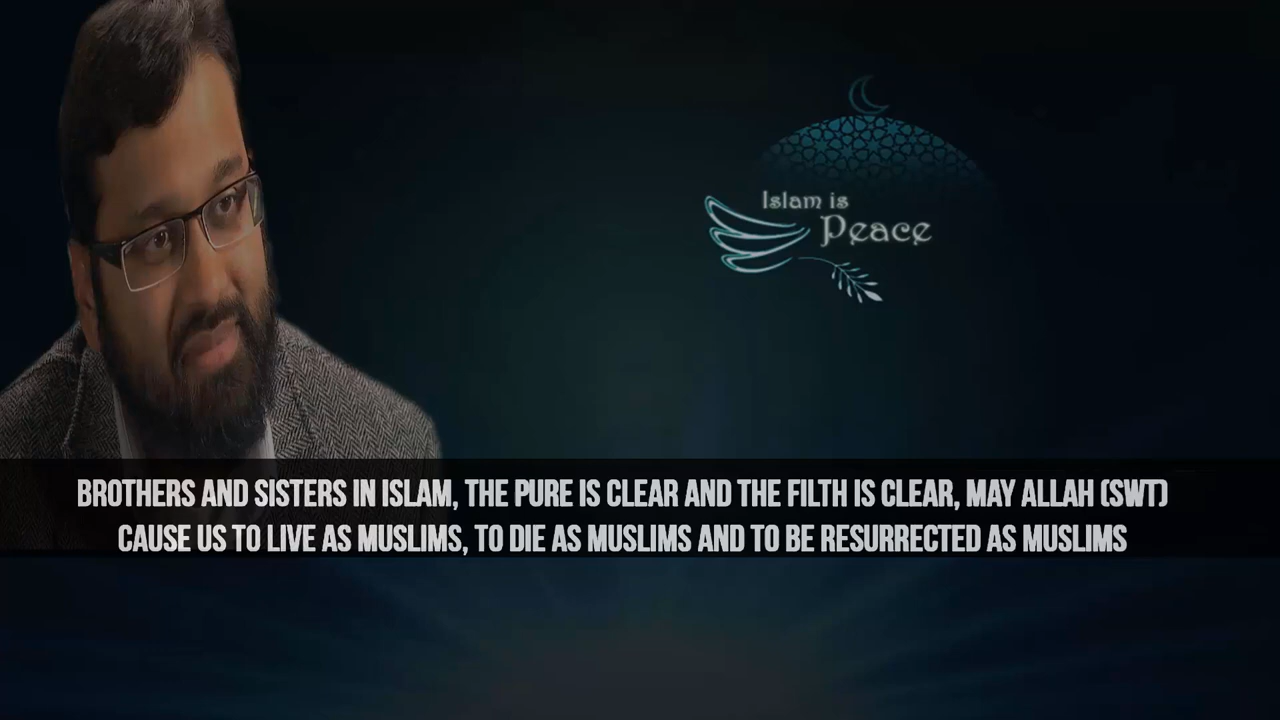 Islam is
Peace
BROTHERS AND SISTERS IN ISLAM, THE PURE IS CLEAR AND THE FILTH IS CLEAR, MAY ALLAH (SWT)
CAUSE US TO LIVE AS MUSLIMS, TO DIE AS MUSLIMS AND TO BE RESURRECTED AS MUSLIMS